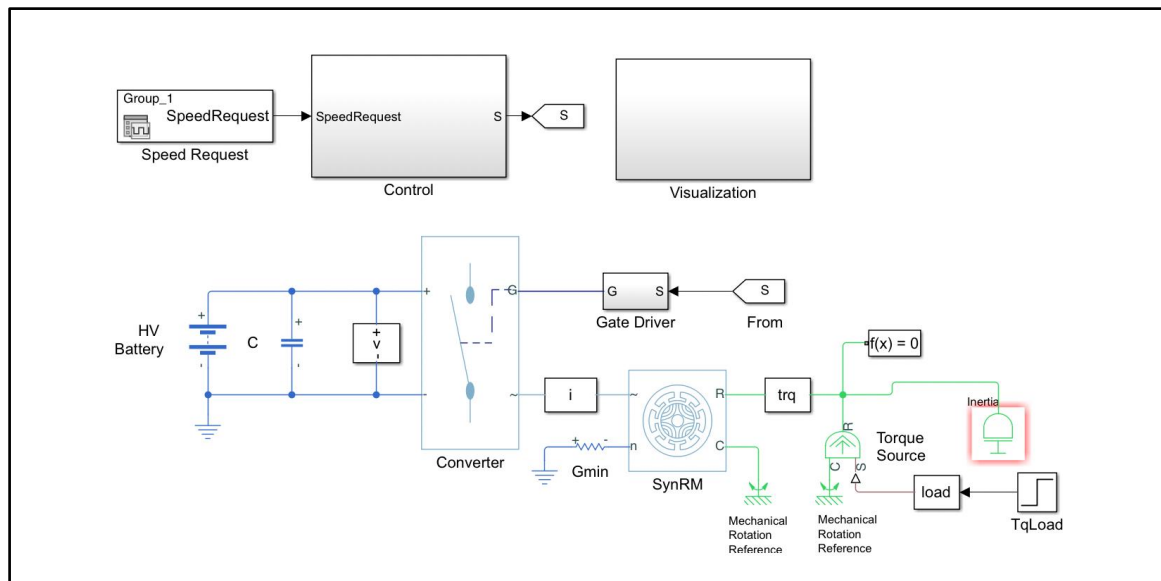 Group_1
SpeedRequest
Speed Request
SpeedRequest
S
Control
S
Visualization
HV
Battery
+
-
C
+
-
+
v
-
+
-
G
~
Converter
G
S
Gate Driver
S
From
i
~
n
R
C
SynRM
+
-
Gmin
trq
f(x) = 0
Inertia
R
C
S
Torque
Source
load
TqLoad
Mechanical
Rotation
Reference
Mechanical
Rotation
Reference